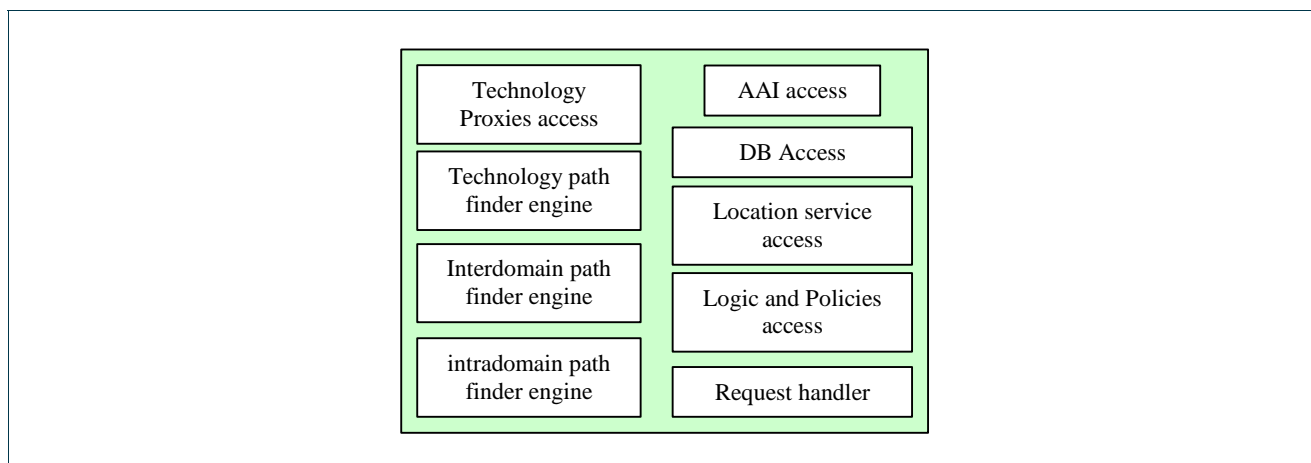 Technology
Proxies access
Technology path
finder engine
Interdomain path
finder engine
intradomain path
finder engine
AAI access
DB Access
Location service
access
Logic and Policies
access
Request handler